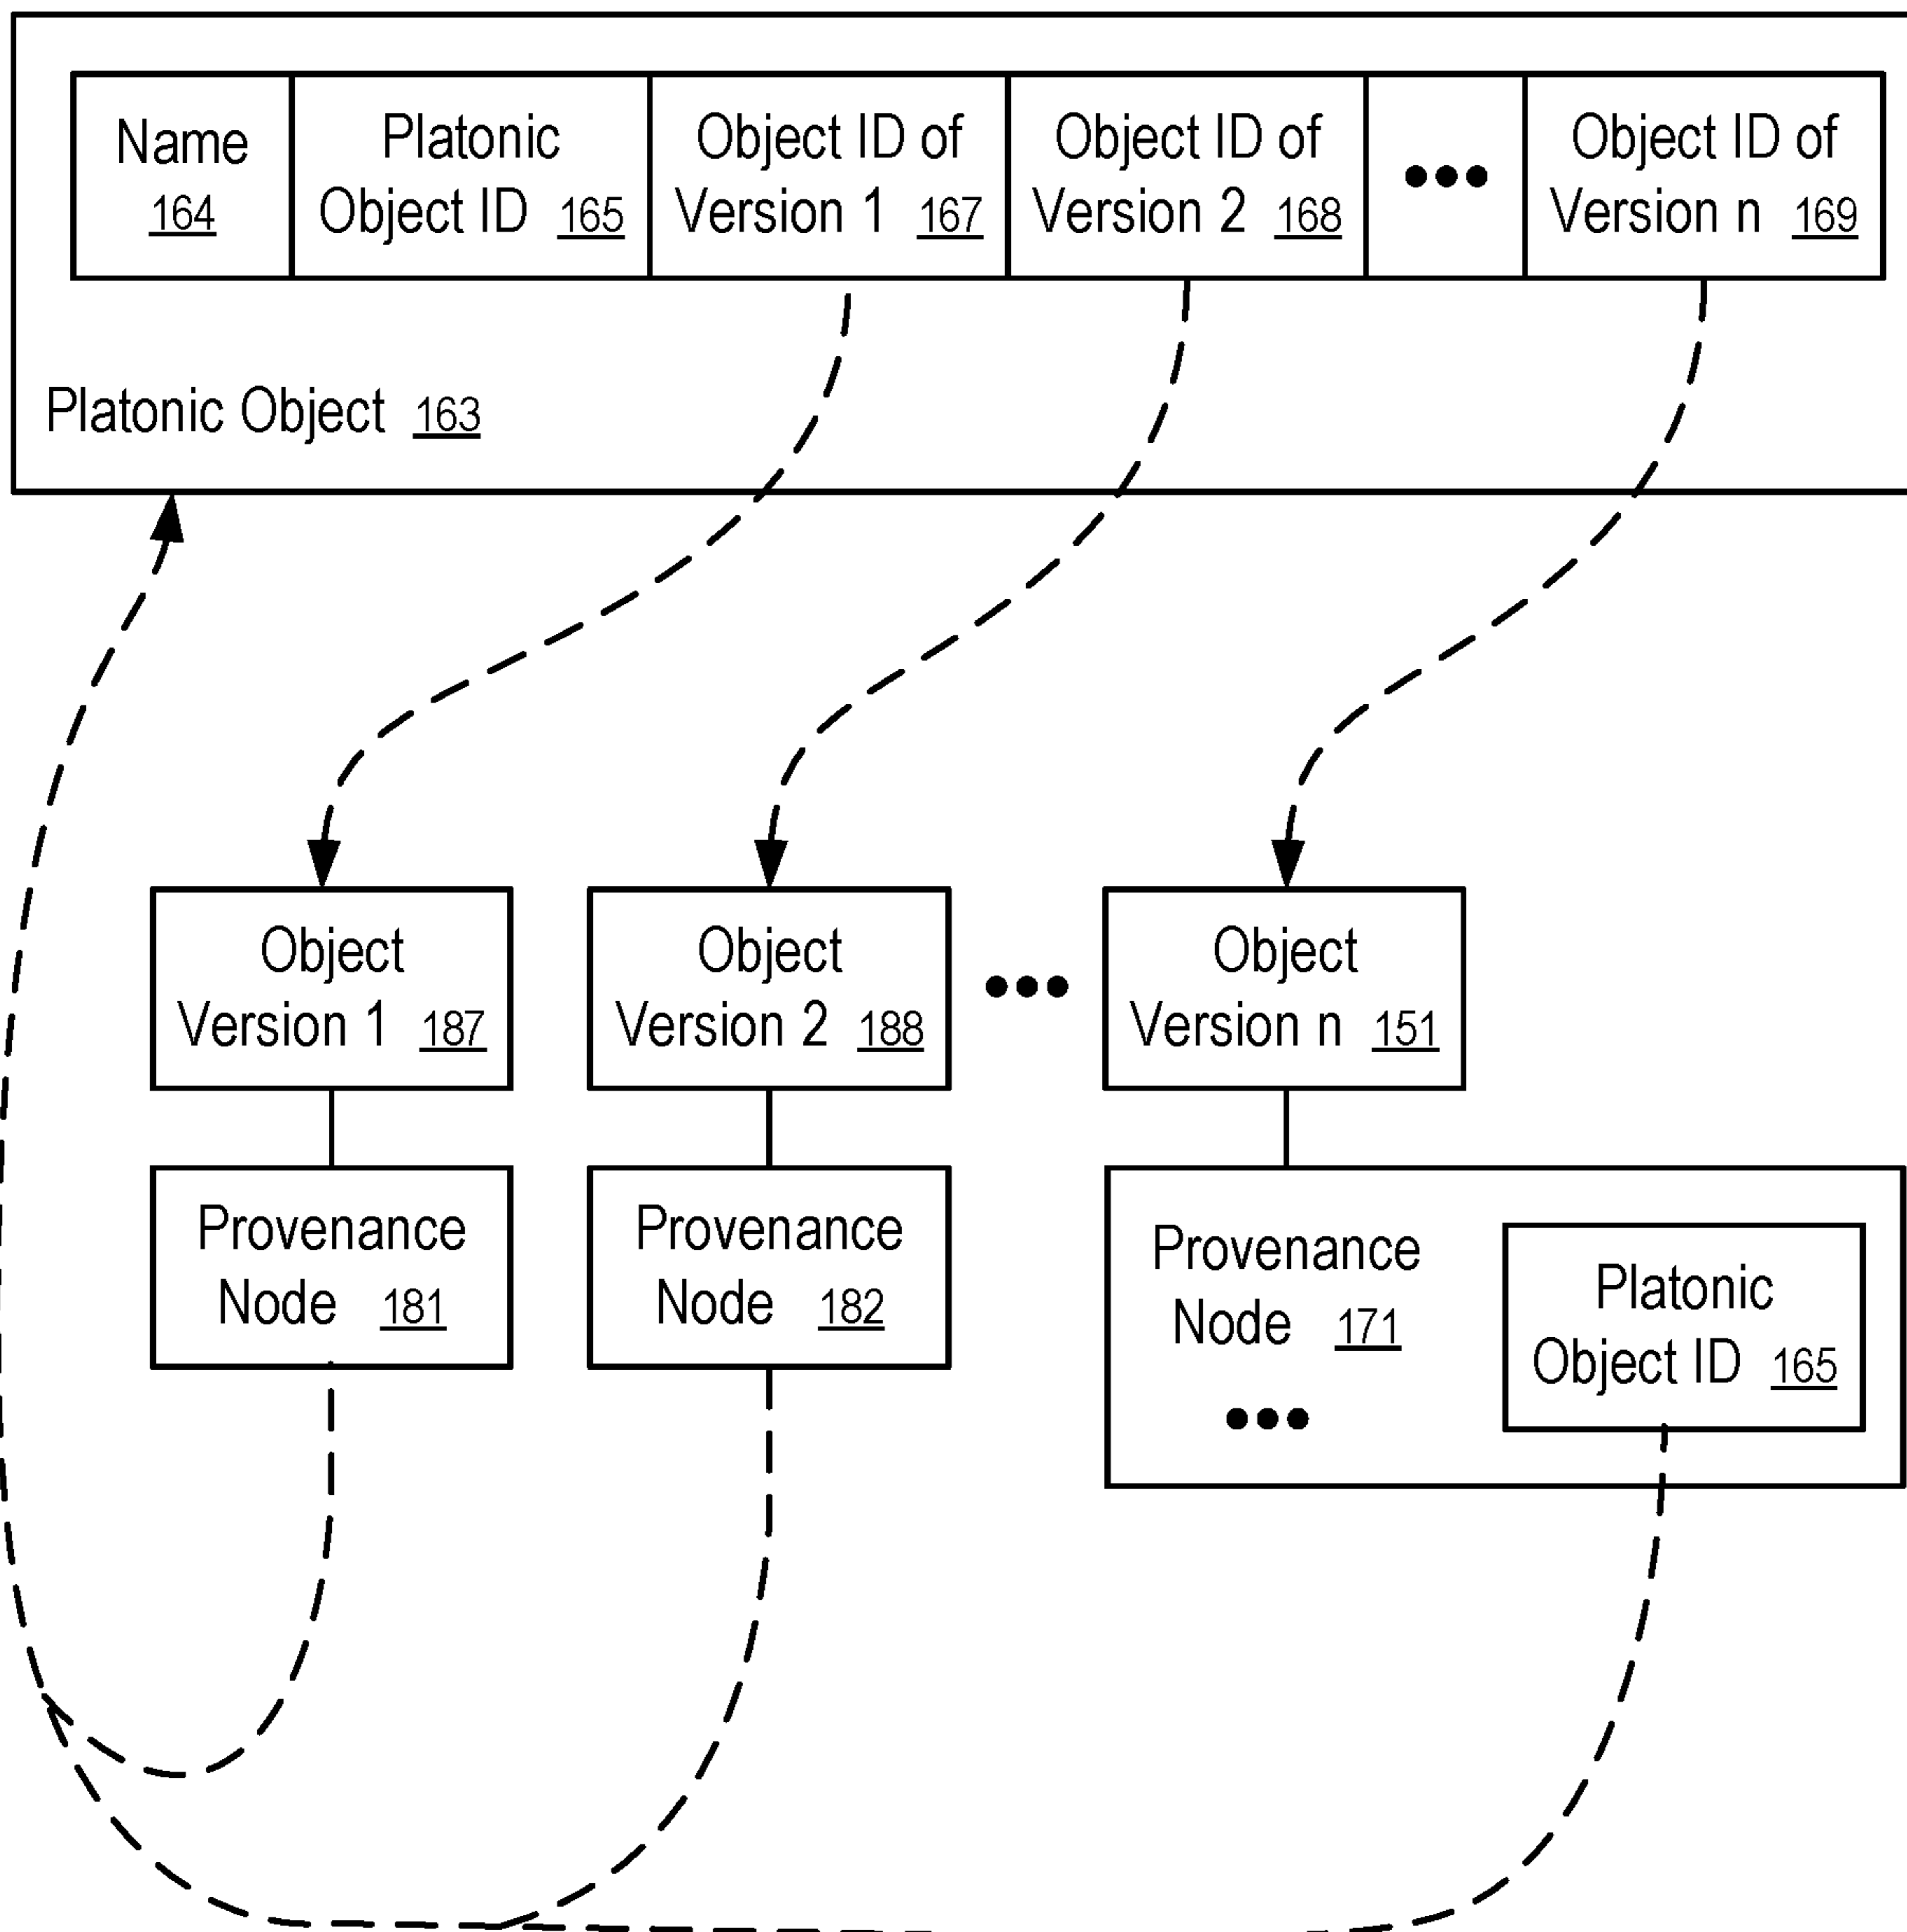 Name
164
Platonic
Object ID 165
Object ID of
Version 1 167
Object ID of
Version 2 168
•••
Object ID of
Version n 169
Platonic Object 163
Object
Version 1 187
Object
Version 2 188
•••
Object
Version n 151
Provenance
Node 181
Provenance
Node 182
Provenance
Node 171
•••
Platonic
Object ID 165